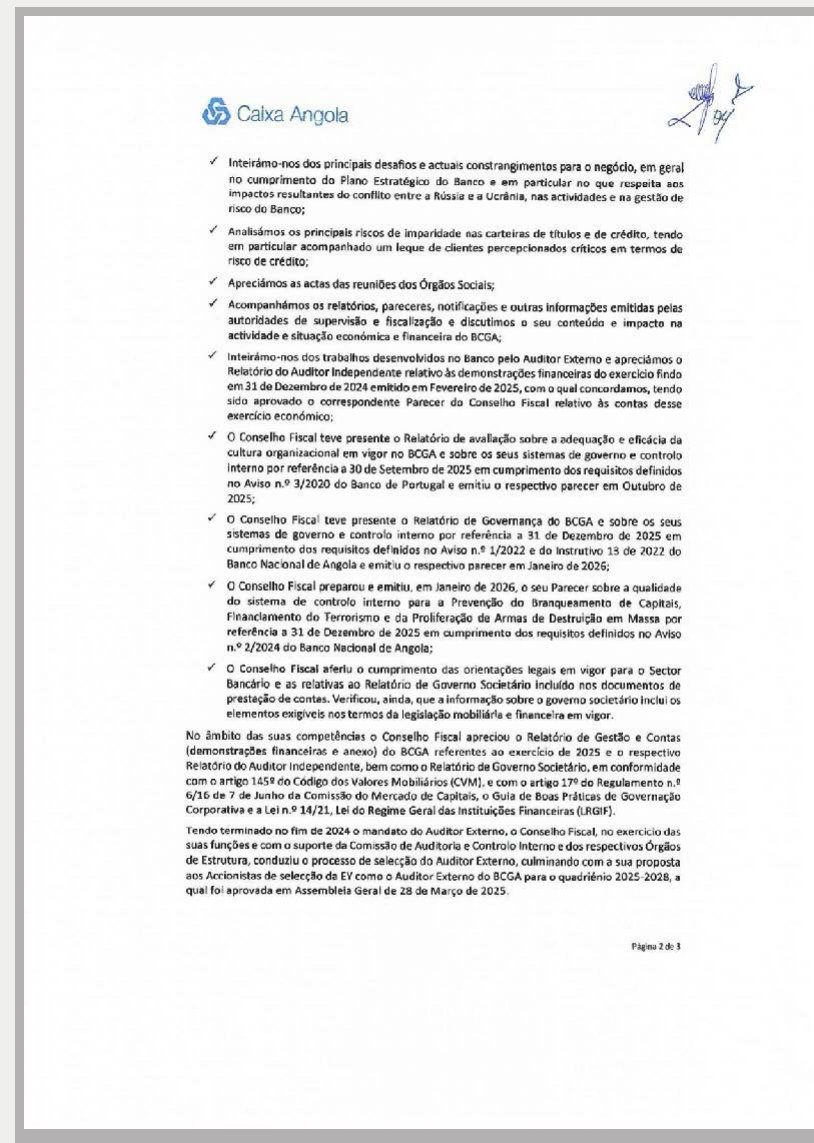 Caixa Angola
✓ Inteirámo-nos dos principais desafios e actuais constrangimentos para o negócio, em geral
no cumprimento do Plano Estratégico do Banco e em particular no que respeita aos
impactos resultantes do conflito entre a Rússia e a Ucrânia, nas actividades e na gestão de
risco do Banco;
✓ Analisámos os principais riscos de imparidade nas carteiras de títulos e de crédito, tendo
em particular acompanhado um leque de clientes percepcionados críticos em termos de
risco de crédito;
✓ Apreciámos as actas das reuniões dos Órgãos Sociais;
✓ Acompanhámos os relatórios, pareceres, notificações e outras informações emitidas pelas
autoridades de supervisão e fiscalização e discutimos o seu conteúdo e impacto na
actividade e situação económica e financeira do BCGA;
✓ Inteirámo-nos dos trabalhos desenvolvidos no Banco pelo Auditor Externo e apreciámos o
Relatório do Auditor Independente relativo às demonstrações financeiras do exercício findo
em 31 de Dezembro de 2024 emitido em Fevereiro de 2025, com o qual concordamos, tendo
sido aprovado o correspondente Parecer do Conselho Fiscal relativo às contas desse
exercício económico;
✓ O Conselho Fiscal teve presente o Relatório de avaliação sobre a adequação e eficácia da
cultura organizacional em vigor no BCGA e sobre os seus sistemas de governo e controlo
interno por referência a 30 de Setembro de 2025 em cumprimento dos requisitos definidos
no Aviso n.º 3/2020 do Banco de Portugal e emitiu o respectivo parecer em Outubro de
2025;
✓ O Conselho Fiscal teve presente o Relatório de Governança do BCGA e sobre os seus
sistemas de governo e controlo interno por referência a 31 de Dezembro de 2025 em
cumprimento dos requisitos definidos no Aviso n.º 1/2022 e do Instrutivo 13 de 2022 do
Banco Nacional de Angola e emitiu o respectivo parecer em Janeiro de 2026;
✓ O Conselho Fiscal preparou e emitiu, em Janeiro de 2026, o seu Parecer sobre a qualidade
do sistema de controlo interno para a Prevenção do Branqueamento de Capitais,
Financiamento do Terrorismo e da Proliferação de Armas de Destruição em Massa por
referência a 31 de Dezembro de 2025 em cumprimento dos requisitos definidos no Aviso
n.º 2/2024 do Banco Nacional de Angola;
✓ O Conselho Fiscal aferiu o cumprimento das orientações legais em vigor para o Sector
Bancário e as relativas ao Relatório de Governo Societário incluído nos documentos de
prestação de contas. Verificou, ainda, que a informação sobre o governo societário inclui os
elementos exigíveis nos termos da legislação mobiliária e financeira em vigor.
No âmbito das suas competências o Conselho Fiscal apreciou o Relatório de Gestão e Contas
(demonstrações financeiras e anexo) do BCGA referentes ao exercício de 2025 e o respectivo
Relatório do Auditor Independente, bem como o Relatório de Governo Societário, em conformidade
com o artigo 145º do Código dos Valores Mobiliários (CVM), e com o artigo 17º do Regulamento n.º
6/16 de 7 de Junho da Comissão do Mercado de Capitais, o Guia de Boas Práticas de Governação
Corporativa e a Lei n.º 14/21, Lei do Regime Geral das Instituições Financeiras (LRGIF).
Tendo terminado no fim de 2024 o mandato do Auditor Externo, o Conselho Fiscal, no exercício das
suas funções e com o suporte da Comissão de Auditoria e Controlo Interno e dos respectivos Órgãos
de Estrutura, conduziu o processo de selecção do Auditor Externo, culminando com a sua proposta
aos Accionistas de selecção da EY como o Auditor Externo do BCGA para o quadriénio 2025-2028, a
qual foi aprovada em Assembleia Geral de 28 de Março de 2025.
Página 2 de 3